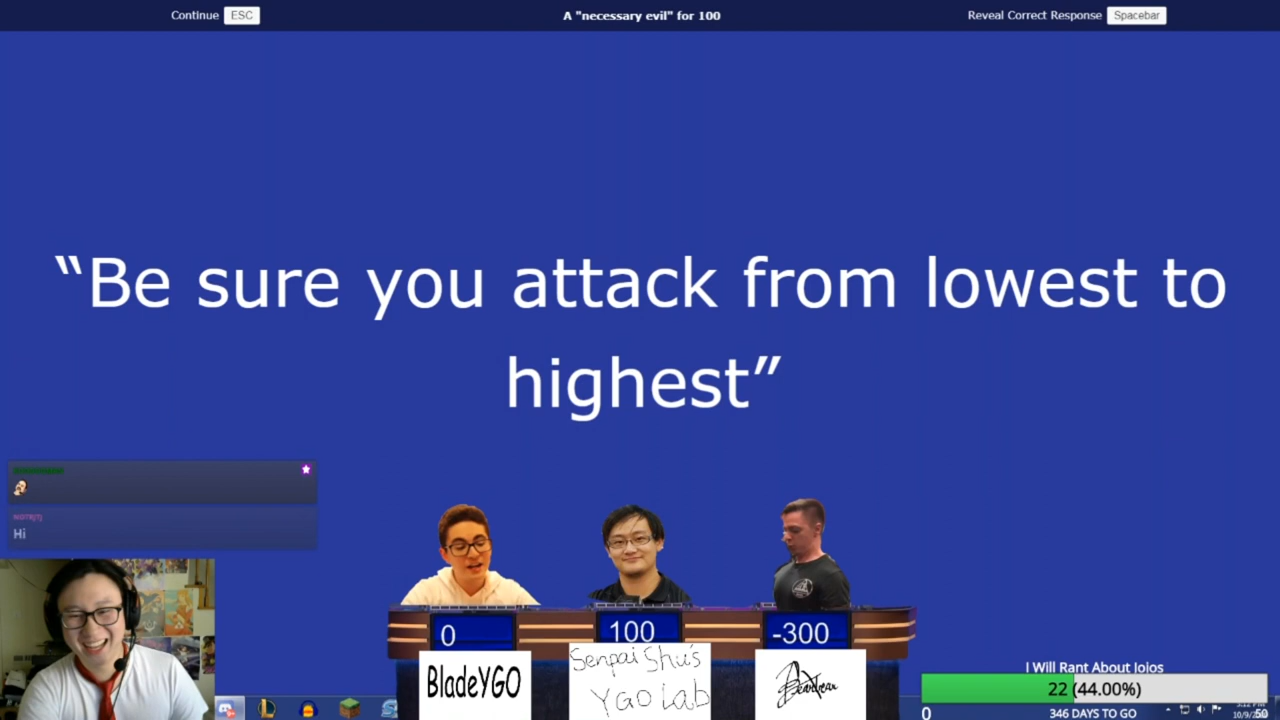 Continue ESC
A "necessary evil" for 100
Reveal Correct Response Spacebar
“Be sure you attack from lowest to
highest”
Hi
0
100
-300
BladeYGO
Senpai Shu's
YGO Lab
I Will Rant About Jojos
22 (44.00%)
0
346 DAYS TO GO
50